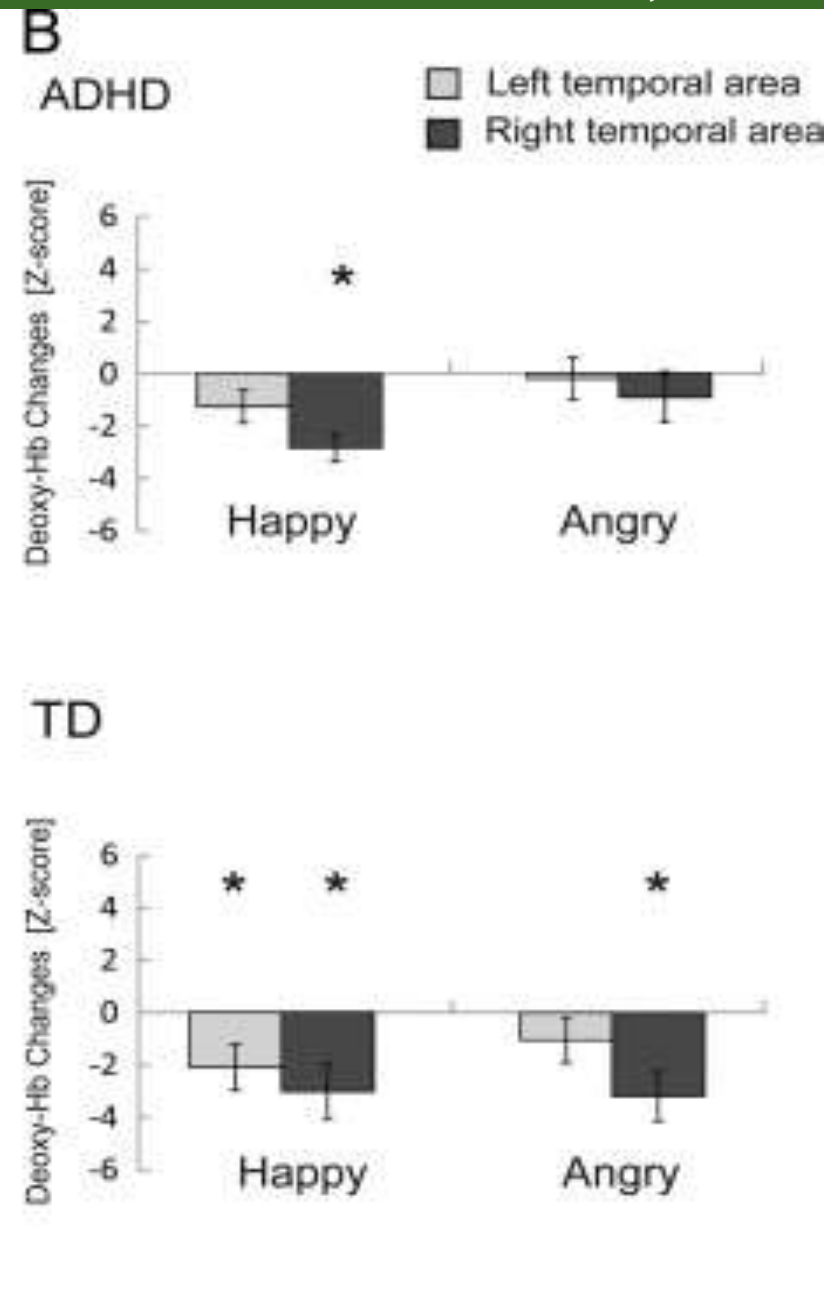 B
ADHD
Left temporal area
Right temporal area
Deoxy-Hb Changes [Z-score]
6
4
2
0
-2
-4
-6
*
Happy
Angry
TD
Deoxy-Hb Changes [Z-score]
6
4
2
0
-2
-4
-6
* * *
Happy
Angry